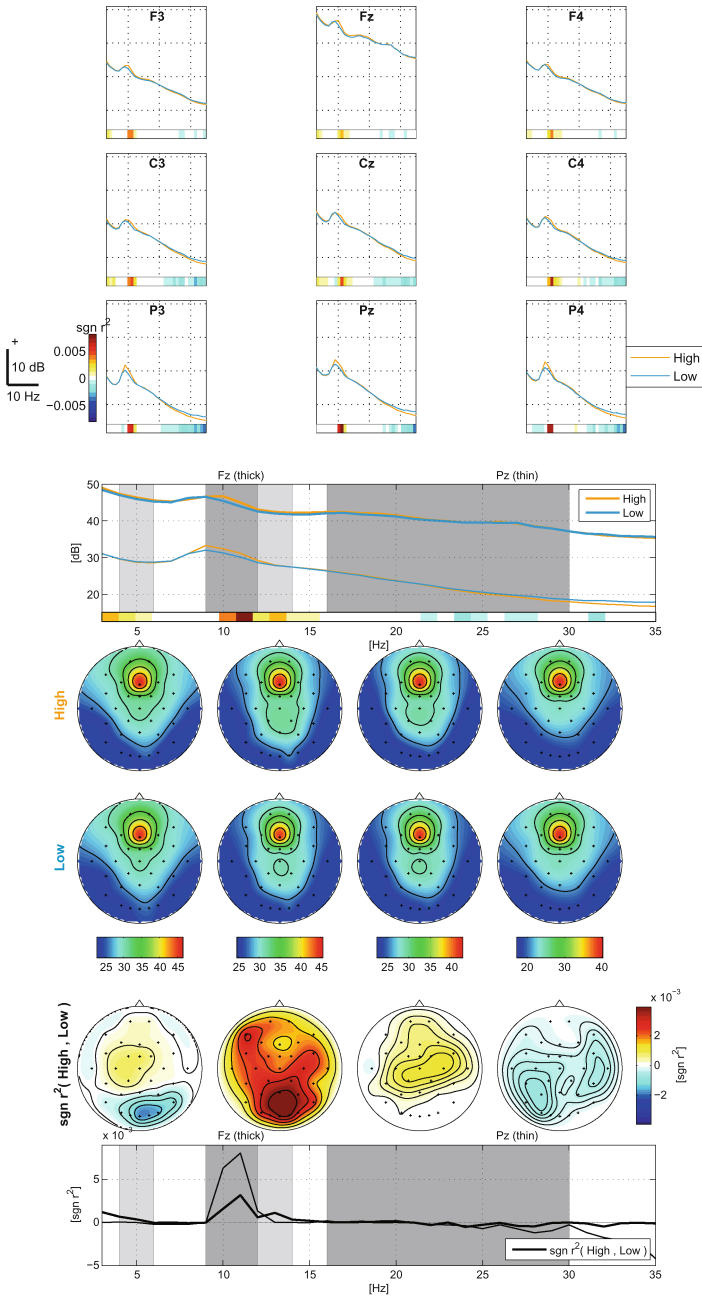 F3 Fz F4
C3 Cz C4
P3 Pz P4
sgn r²
+
10 dB
10 Hz
0.005
0
−0.005
High
Low
Fz (thick) Pz (thin)
50
40
30
20
[dB]
High
Low
5 10 15 20 25 30 35
[Hz]
High
Low
25 30 35 40 45 25 30 35 40 45 25 30 35 40 20 30 40
sgn r²( High , Low )
x 10⁻³
2
0
−2
[sgn r²]
x 10⁻³
Fz (thick) Pz (thin)
5
0
−5
[sgn r²]
sgn r²( High , Low )
5 10 15 20 25 30 35
[Hz]